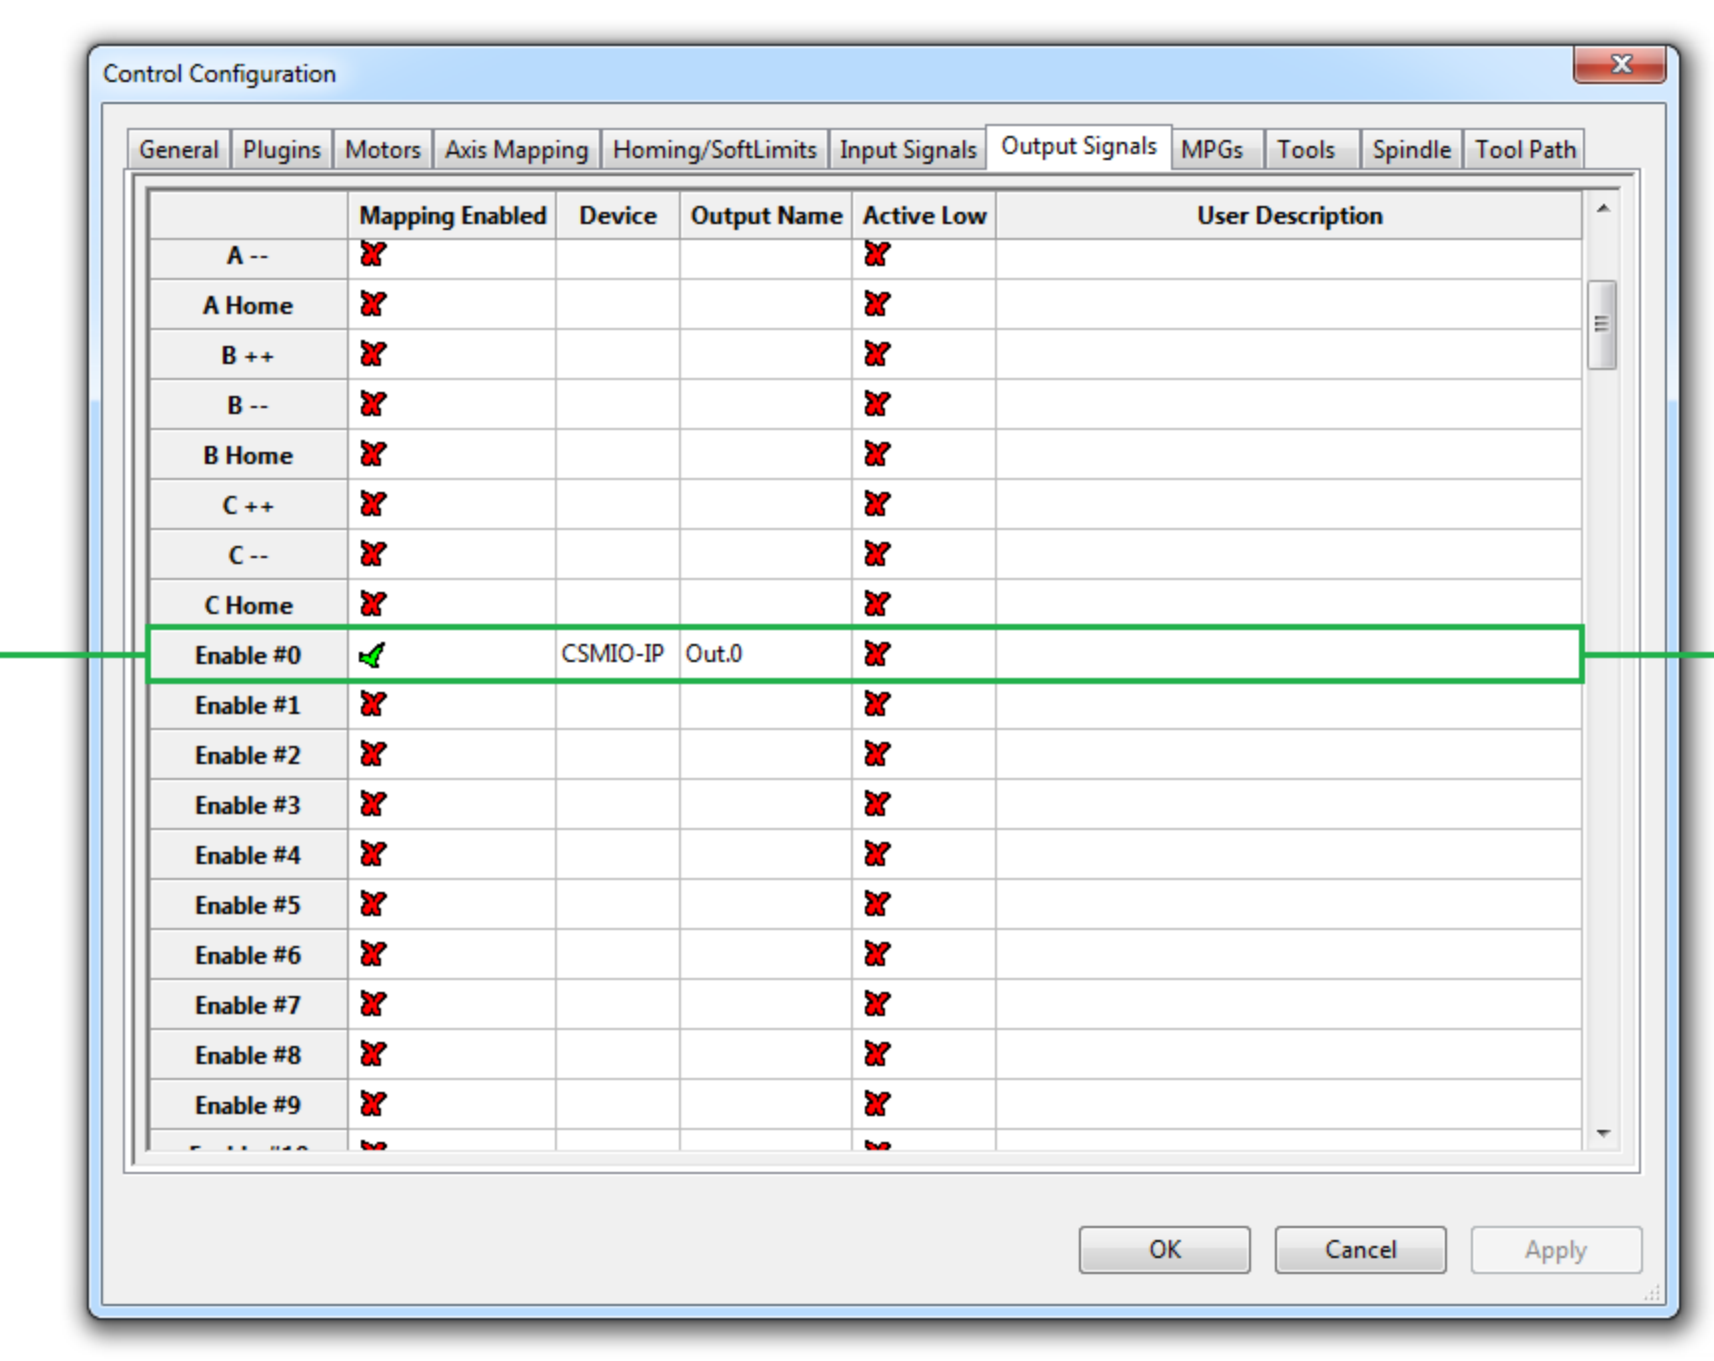 Control Configuration
General Plugins Motors Axis Mapping Homing/SoftLimits Input Signals Output Signals MPGs Tools Spindle Tool Path
Mapping Enabled Device Output Name Active Low User Description
A --
A Home
B ++
B --
B Home
C ++
C --
C Home
Enable #0 CSMIO-IP Out.0
Enable #1
Enable #2
Enable #3
Enable #4
Enable #5
Enable #6
Enable #7
Enable #8
Enable #9
OK Cancel Apply